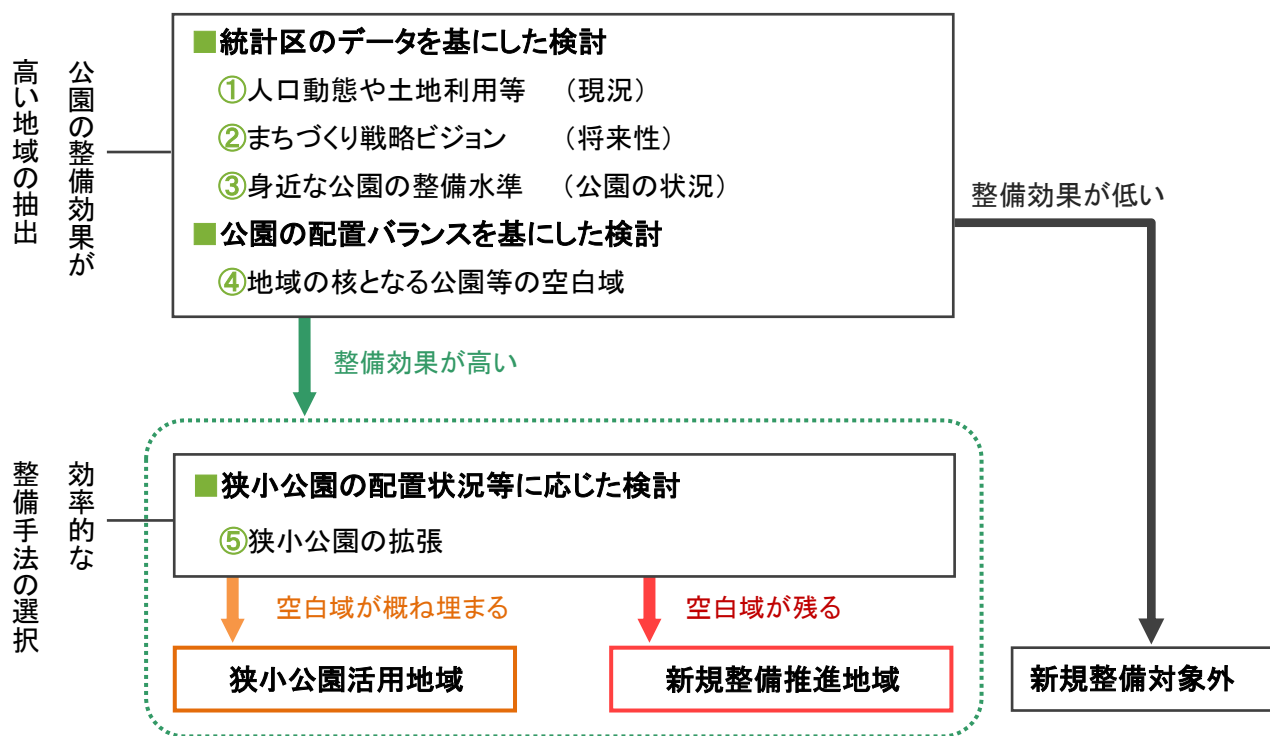 公園の整備効果が
高い地域の抽出
■統計区のデータを基にした検討
①人口動態や土地利用等 （現況）
②まちづくり戦略ビジョン （将来性）
③身近な公園の整備水準 （公園の状況）
■公園の配置バランスを基にした検討
④地域の核となる公園等の空白域
整備効果が低い
整備効果が高い
効率的な
整備手法の選択
■狭小公園の配置状況等に応じた検討
⑤狭小公園の拡張
空白域が概ね埋まる
空白域が残る
狭小公園活用地域
新規整備推進地域
新規整備対象外